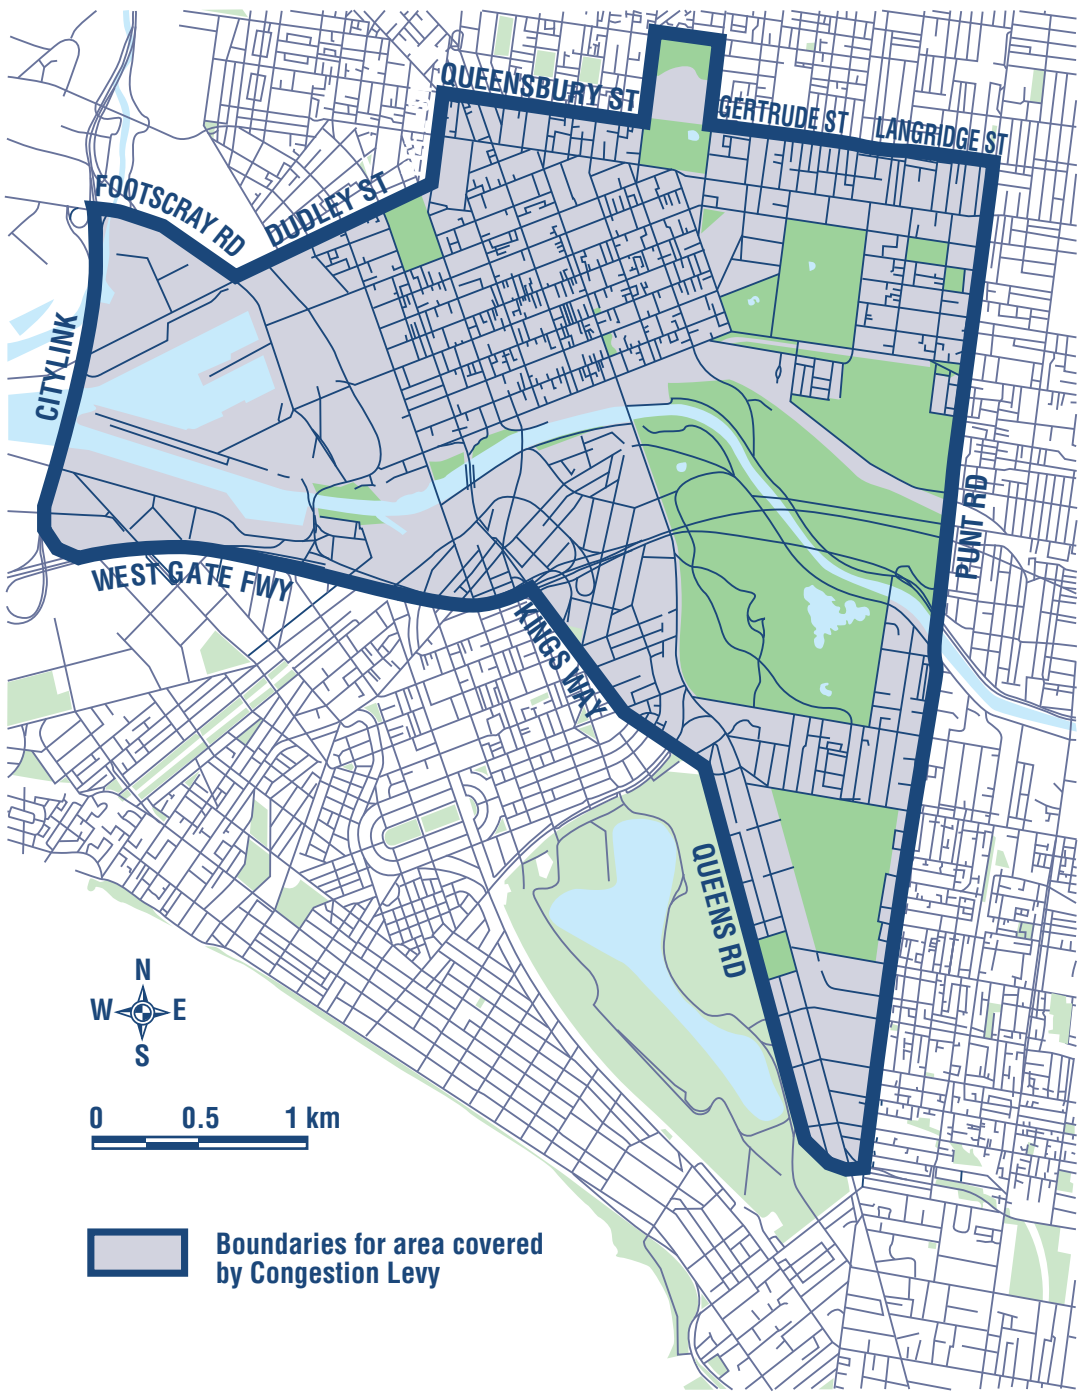 QUEENSBURY ST
GERTRUDE ST
LANGRIDGE ST
FOOTSCRAY RD
DUDLEY ST
CITYLINK
PUNT RD
WEST GATE FWY
KINGS WAY
QUEENS RD
N
W E
S
0 0.5 1 km
Boundaries for area covered
by Congestion Levy